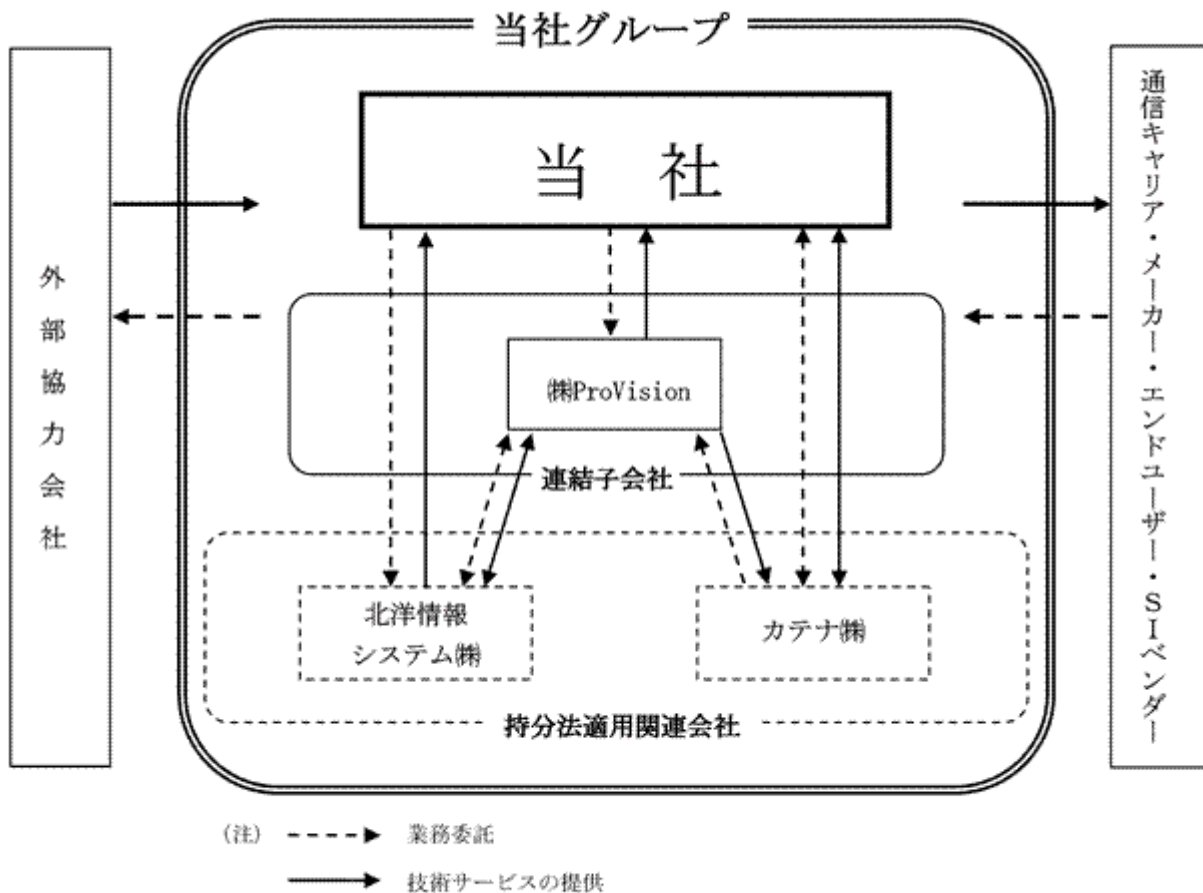 当社グループ
当 社
外部協力会社
通信キャリア・メーカー・エンドユーザー・SIベンダー
㈱ProVision
連結子会社
北洋情報
システム㈱
カテナ㈱
持分法適用関連会社
(注) 業務委託
技術サービスの提供